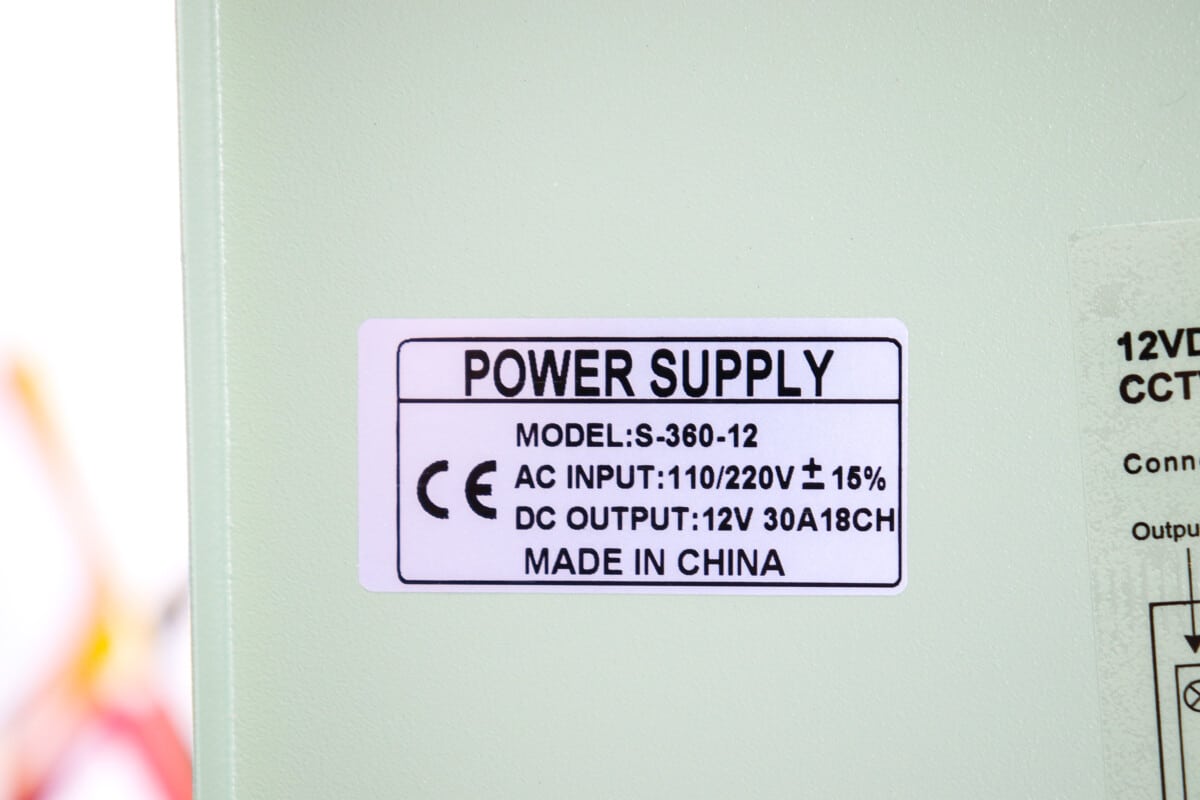 POWER SUPPLY
MODEL:S-360-12
CE
AC INPUT:110/220V ± 15%
DC OUTPUT:12V 30A18CH
MADE IN CHINA
12VD
CCT
Conn
Outpu